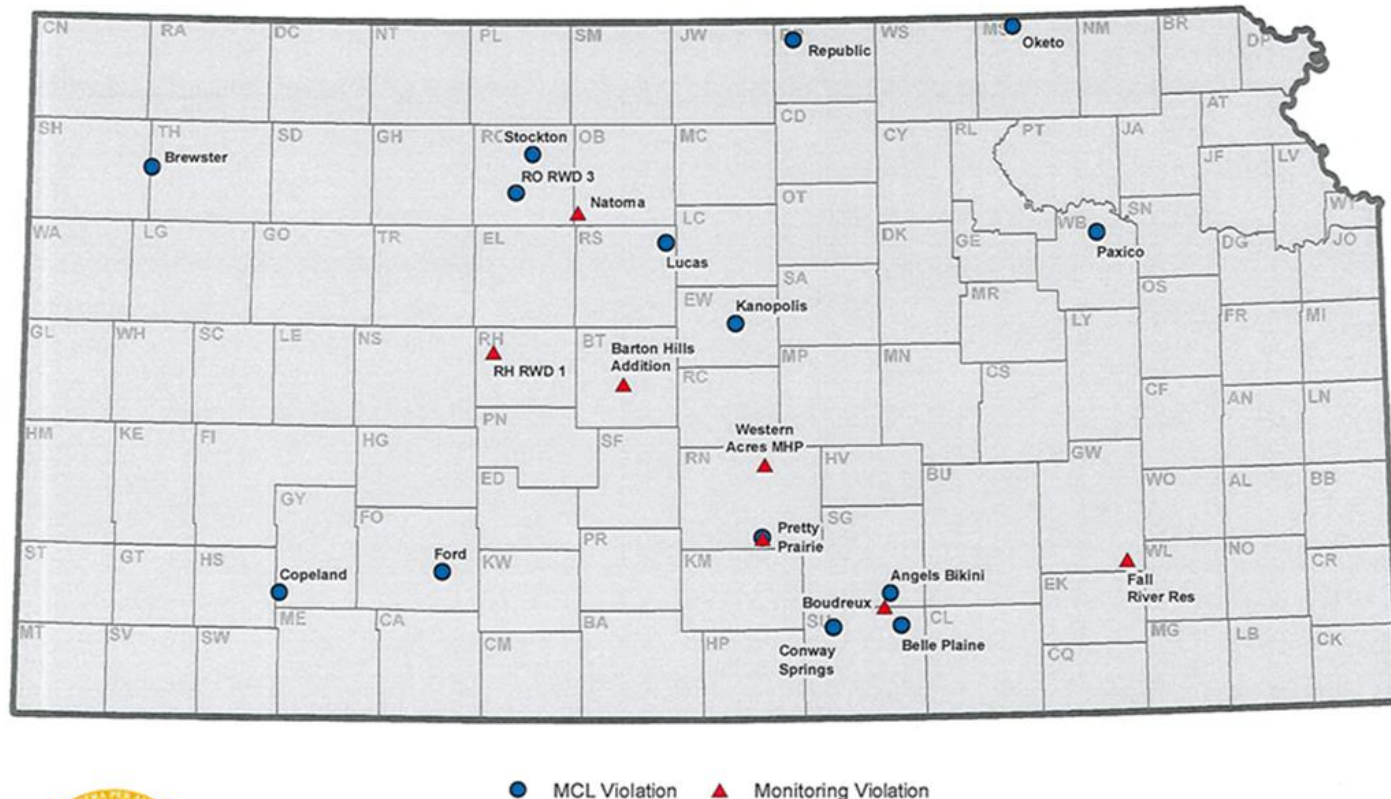 CN RA DC NT PL SM JW RP WS MS NM BR DP
Republic
Oketo
AT
CD
SH TH SD GH RO OB MC CY RL PT JA
Stockton
Brewster
JF LV
RO RWD 3
WY
Natoma
OT
LC
SN
WB
WA LG GO TR EL RS DK GE DG JO
Paxico
Lucas
SA
OS
EW
MR
Kanopolis
LY FR MI
GL WH SC LE NS RH BT
Barton Hills
Addition
RH RWD 1
MP MN
RC
CS
CF
AN LN
PN
Western
Acres MHP
HM KE FI HG SF
RN HV
GW
ED
BU
WO AL BB
GY
FO
SG
Pretty
Prairie
PR
ST GT HS
Ford
KW KM
WL NO CR
Copeland
Angels Bikini
EK
Fall
River Res
Boudreux
ME CA BA SU CL
MT SV SW
Belle Plaine
MG LB CK
CM HP
Conway
Springs
CQ
MCL Violation Monitoring Violation